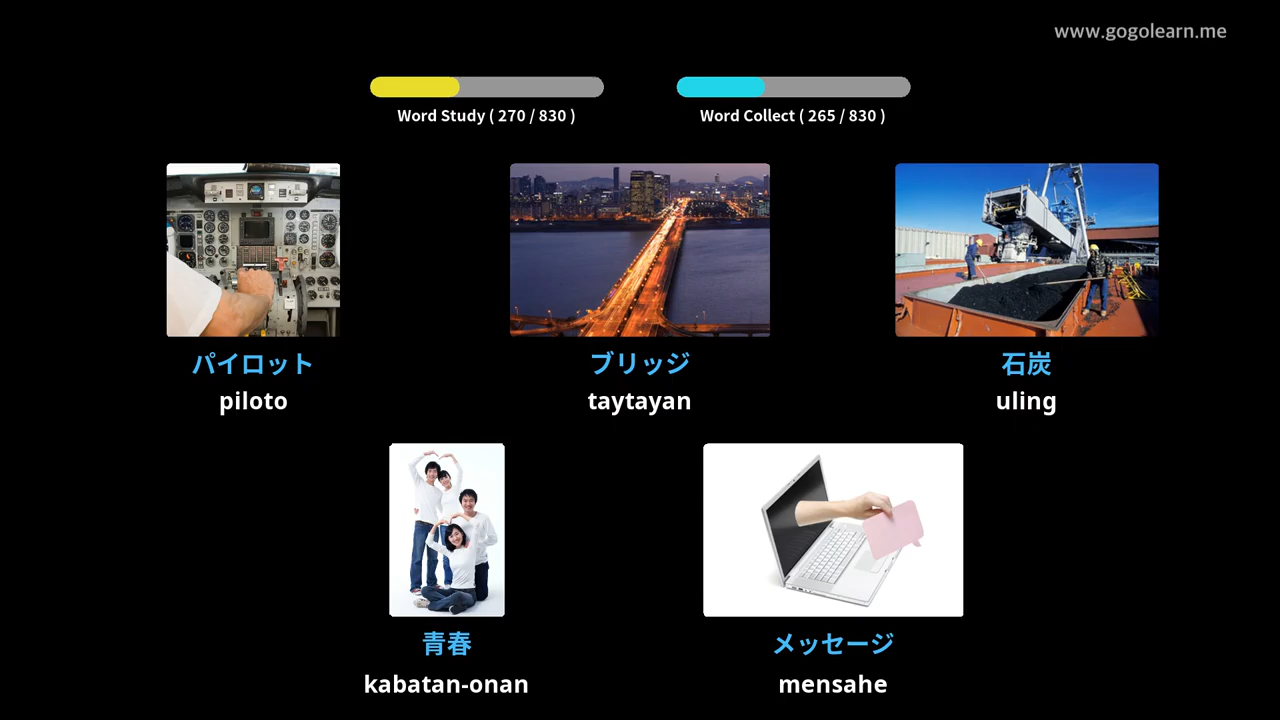 www.gogolearn.me
Word Study ( 270 / 830 )
Word Collect ( 265 / 830 )
パイロット
ブリッジ
石炭
piloto
taytayan
uling
青春
メッセージ
kabatan-onan
mensahe